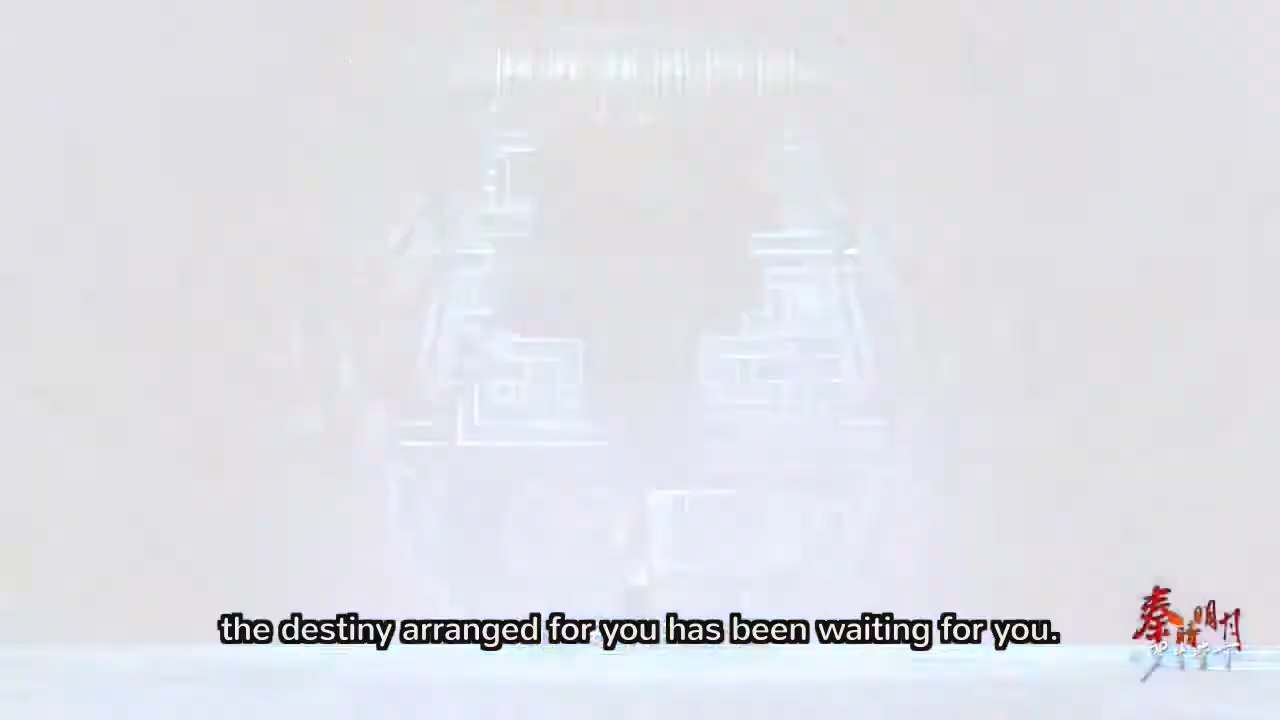 the destiny arranged for you has been waiting for you.
秦时明月